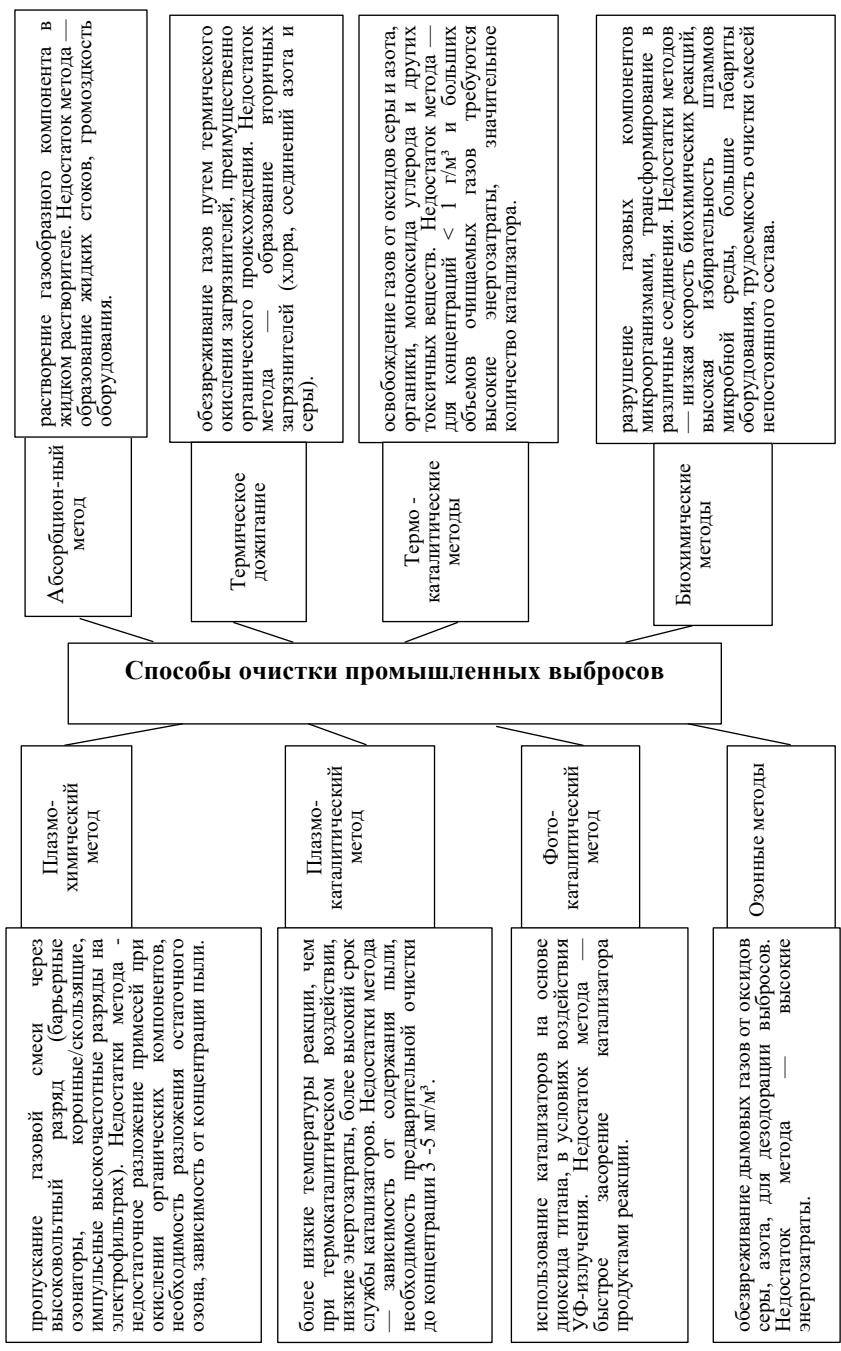 Способы очистки промышленных выбросов
Плазмо-
химический
метод
пропускание газовой смеси через
высоковольтный разряд (барьерные
озонаторы, коронные/скользящие,
импульсные высокочастотные разряды на
электрофильтрах). Недостатки метода -
недостаточное разложение примесей при
окислении органических компонентов,
необходимость разложения остаточного
озона, зависимость от концентрации пыли.
Плазмо-
каталитический
метод
более низкие температуры реакции, чем
при термокаталитическом воздействии,
низкие энергозатраты, более высокий срок
службы катализаторов. Недостатки метода
— зависимость от содержания пыли,
необходимость предварительной очистки
до концентрации 3 -5 мг/м³.
Фото-
каталитический
метод
использование катализаторов на основе
диоксида титана, в условиях воздействия
УФ-излучения. Недостаток метода —
быстрое засорение катализатора
продуктами реакции.
Озонные методы
обезвреживание дымовых газов от оксидов
серы, азота, для дезодорации выбросов.
Недостаток метода — высокие
энергозатраты.
Абсорбцион-ный
метод
растворение газообразного компонента в
жидком растворителе. Недостаток метода —
образование жидких стоков, громоздкость
оборудования.
Термическое
дожигание
обезвреживание газов путем термического
окисления загрязнителей, преимущественно
органического происхождения. Недостаток
метода — образование вторичных
загрязнителей (хлора, соединений азота и
серы).
Термо -
каталитические
методы
освобождение газов от оксидов серы и азота,
органики, монооксида углерода и других
токсичных веществ. Недостаток метода —
для концентраций < 1 г/м³ и больших
объемов очищаемых газов требуются
высокие энергозатраты, значительное
количество катализатора.
Биохимические
методы
разрушение газовых компонентов
микроорганизмами, трансформирование в
различные соединения. Недостатки методов
— низкая скорость биохимических реакций,
высокая избирательность штаммов
микробной среды, большие габариты
оборудования, трудоемкость очистки смесей
непостоянного состава.